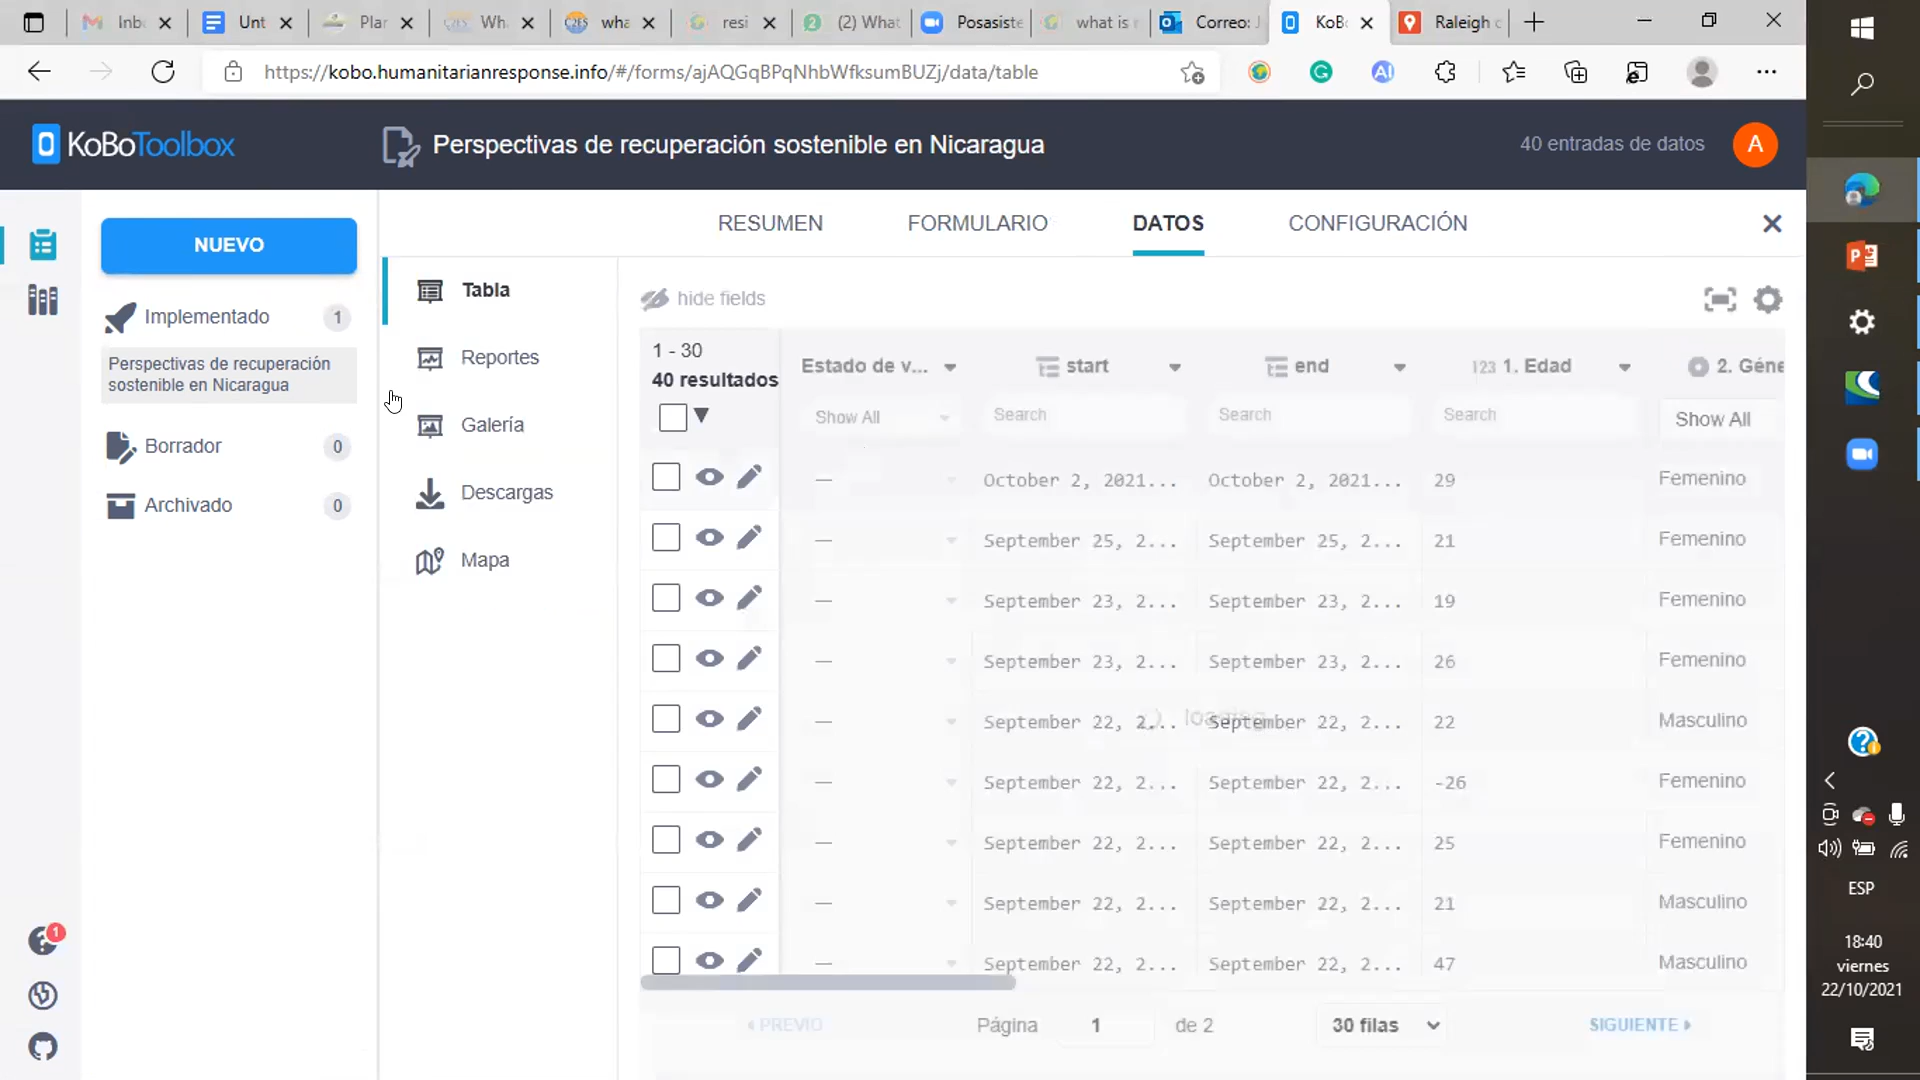 Inb
Unt
Plar
Wh
wha
resi
(2) What
Posasiste
what is r
Correo: J
KoB
Raleigh c
https://kobo.humanitarianresponse.info/#/forms/ajAQGqBPqNhbWfksumBUZj/data/table
KoBoToolbox
Perspectivas de recuperación sostenible en Nicaragua
40 entradas de datos
A
NUEVO
Implementado 1
Perspectivas de recuperación
sostenible en Nicaragua
Borrador 0
Archivado 0
1
RESUMEN FORMULARIO DATOS CONFIGURACIÓN
Tabla
Reportes
Galería
Descargas
Mapa
hide fields
1 - 30
40 resultados
Estado de v... start end 123 1. Edad 2. Géne
Show All Search Search Search Show All
— October 2, 2021... October 2, 2021... 29 Femenino
— September 25, 2... September 25, 2... 21 Femenino
— September 23, 2... September 23, 2... 19 Femenino
— September 23, 2... September 23, 2... 26 Femenino
— September 22, 2... September 22, 2... 22 Masculino
loading...
— September 22, 2... September 22, 2... -26 Femenino
— September 22, 2... September 22, 2... 25 Femenino
— September 22, 2... September 22, 2... 21 Masculino
— September 22, 2... September 22, 2... 47 Masculino
PREVIO Página 1 de 2 30 filas SIGUIENTE
ESP
18:40
viernes
22/10/2021